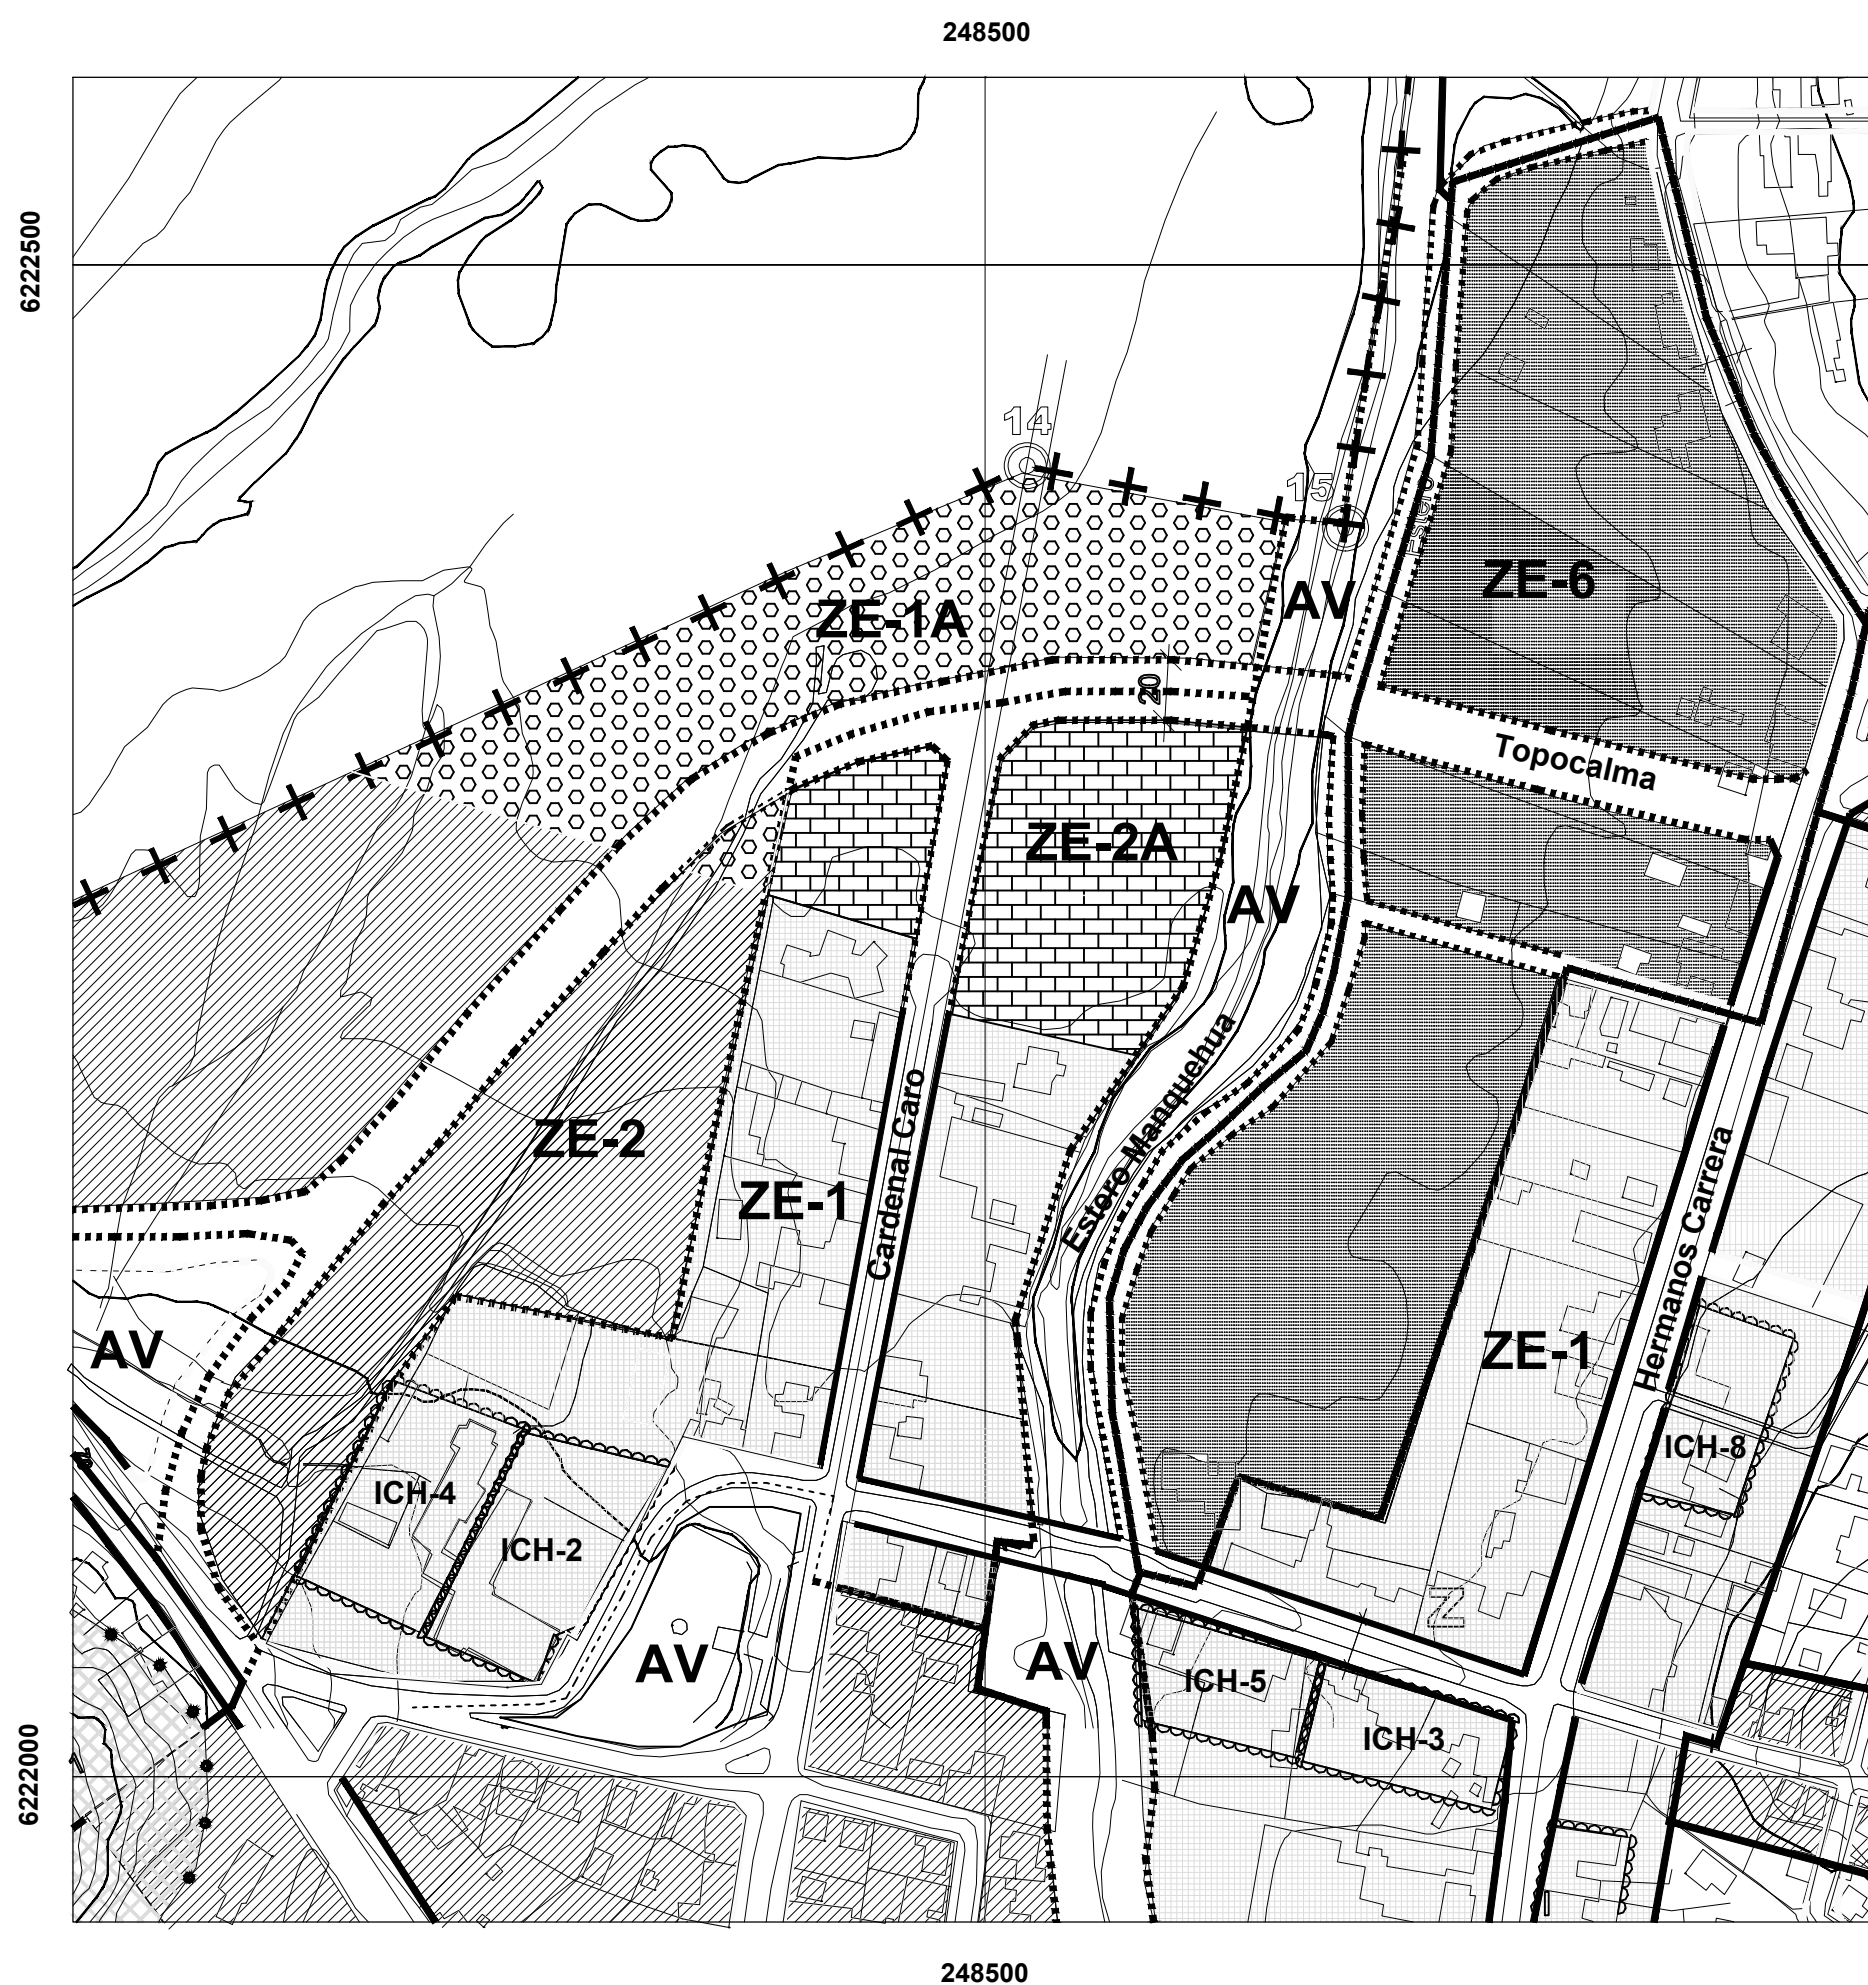 248500
6222500
14
15
Estero
ZE-6
AV
ZE-1A
20
Topocalma
ZE-2A
AV
Estero Manquehua
Cardenal Caro
ZE-2
ZE-1
Hermanos Carrera
AV
ZE-1
ICH-8
ICH-4
ICH-2
AV
AV
ICH-5
ICH-3
6222000
248500